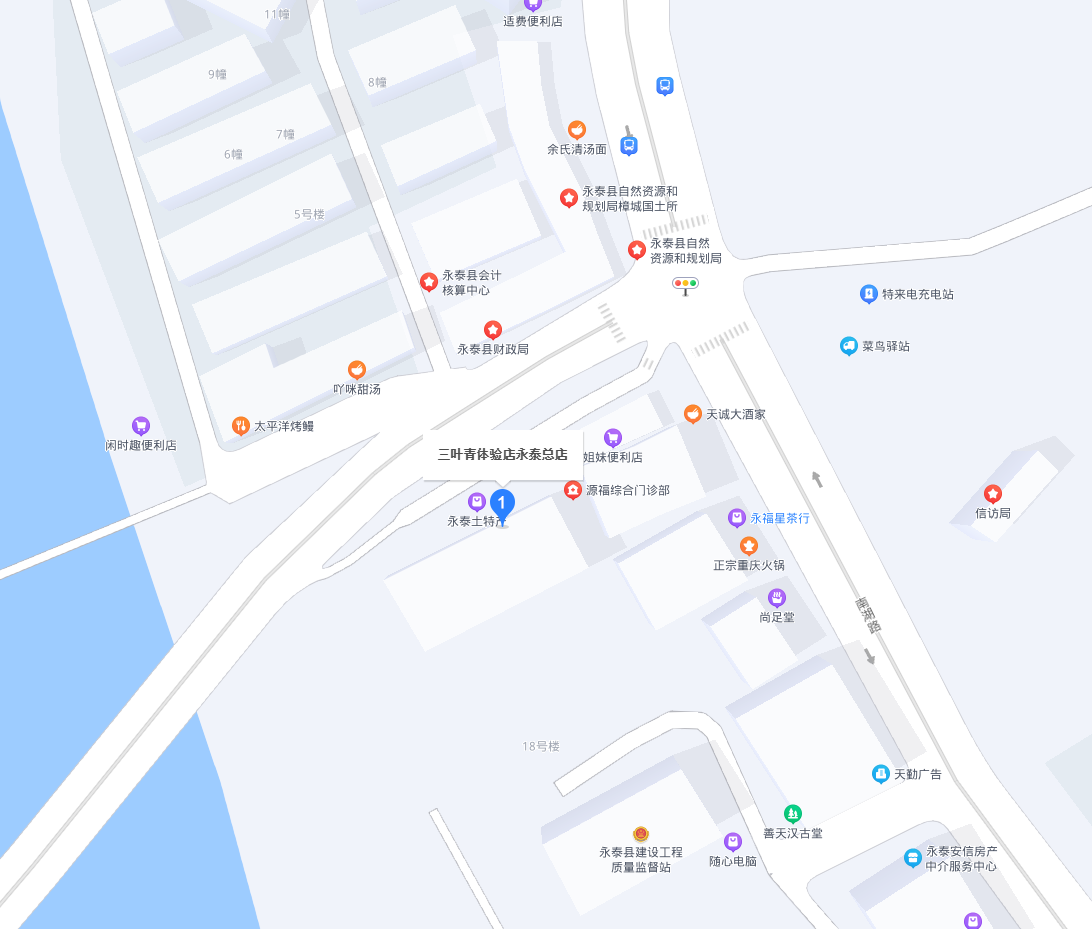 11幢
适费便利店
9幢
8幢
7幢
6幢
余氏清汤面
永泰县自然资源和
规划局樟城国土所
5号楼
永泰县自然
资源和规划局
永泰县会计
核算中心
特来电充电站
永泰县财政局
菜鸟驿站
吖咪甜汤
天诚大酒家
太平洋烤鳗
闲时趣便利店
三叶青体验店永泰总店
姐妹便利店
源福综合门诊部
1
永泰土特产
永福星茶行
信访局
正宗重庆火锅
尚足堂
南湖路
18号楼
天勤广告
善天汉古堂
永泰县建设工程
质量监督站
随心电脑
永泰安信房产
中介服务中心